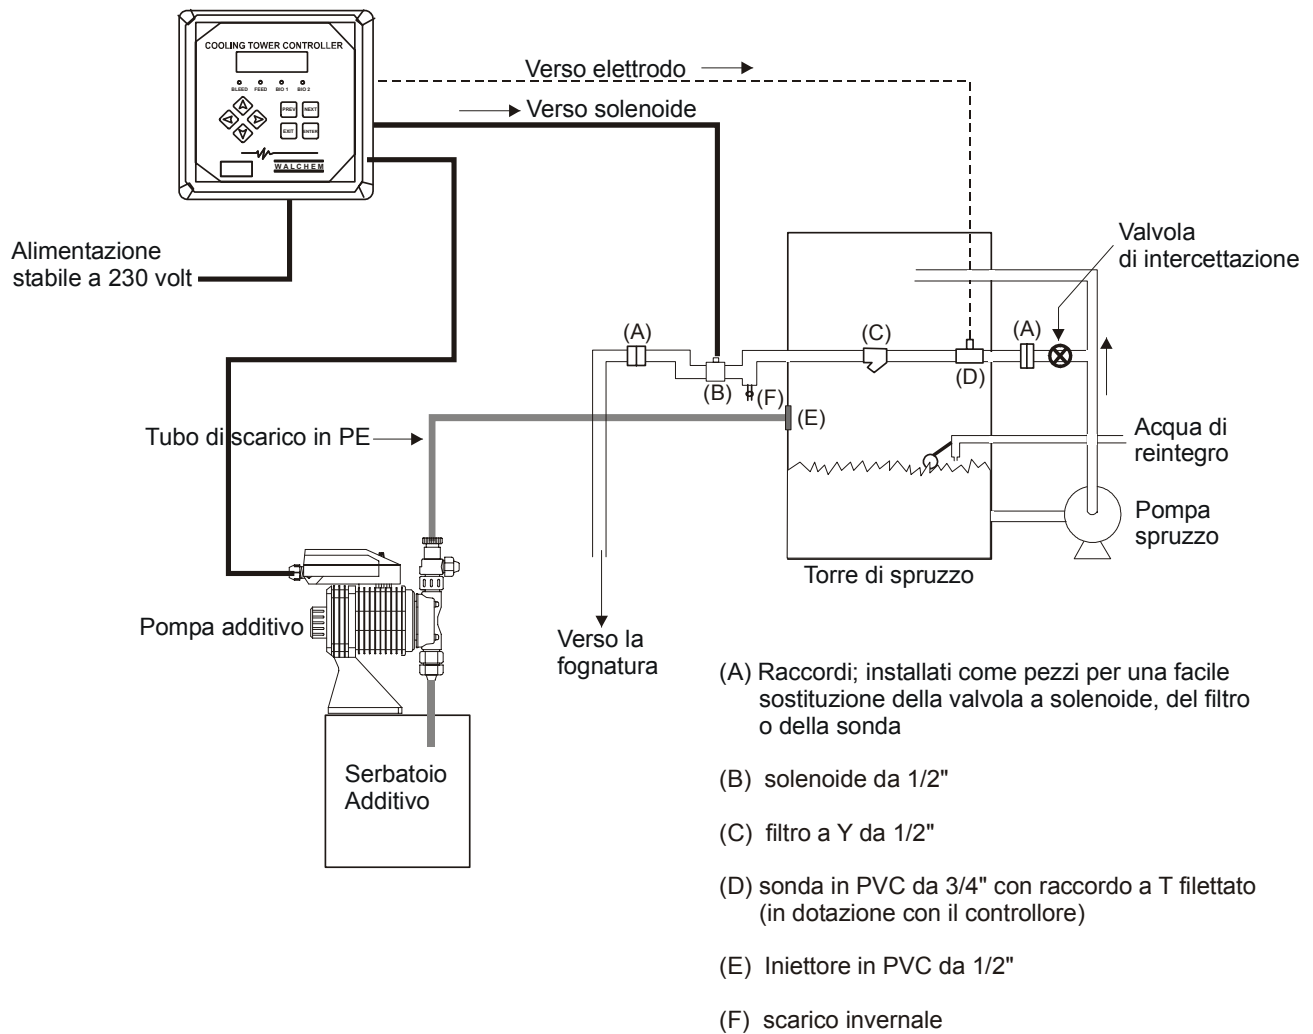 COOLING TOWER CONTROLLER
BLEED FEED BIO 1 BIO 2
PREV NEXT
EXIT ENTER
WALCHEM
Verso elettrodo
Verso solenoide
Alimentazione
stabile a 230 volt
Valvola
di intercettazione
(A)
(B)
(F)
(C)
(D)
(A)
(E)
Tubo di scarico in PE
Acqua di
reintegro
Pompa
spruzzo
Torre di spruzzo
Pompa additivo
Verso la
fognatura
Serbatoio
Additivo
(A) Raccordi; installati come pezzi per una facile
sostituzione della valvola a solenoide, del filtro
o della sonda
(B) solenoide da 1/2"
(C) filtro a Y da 1/2"
(D) sonda in PVC da 3/4" con raccordo a T filettato
(in dotazione con il controllore)
(E) Iniettore in PVC da 1/2"
(F) scarico invernale